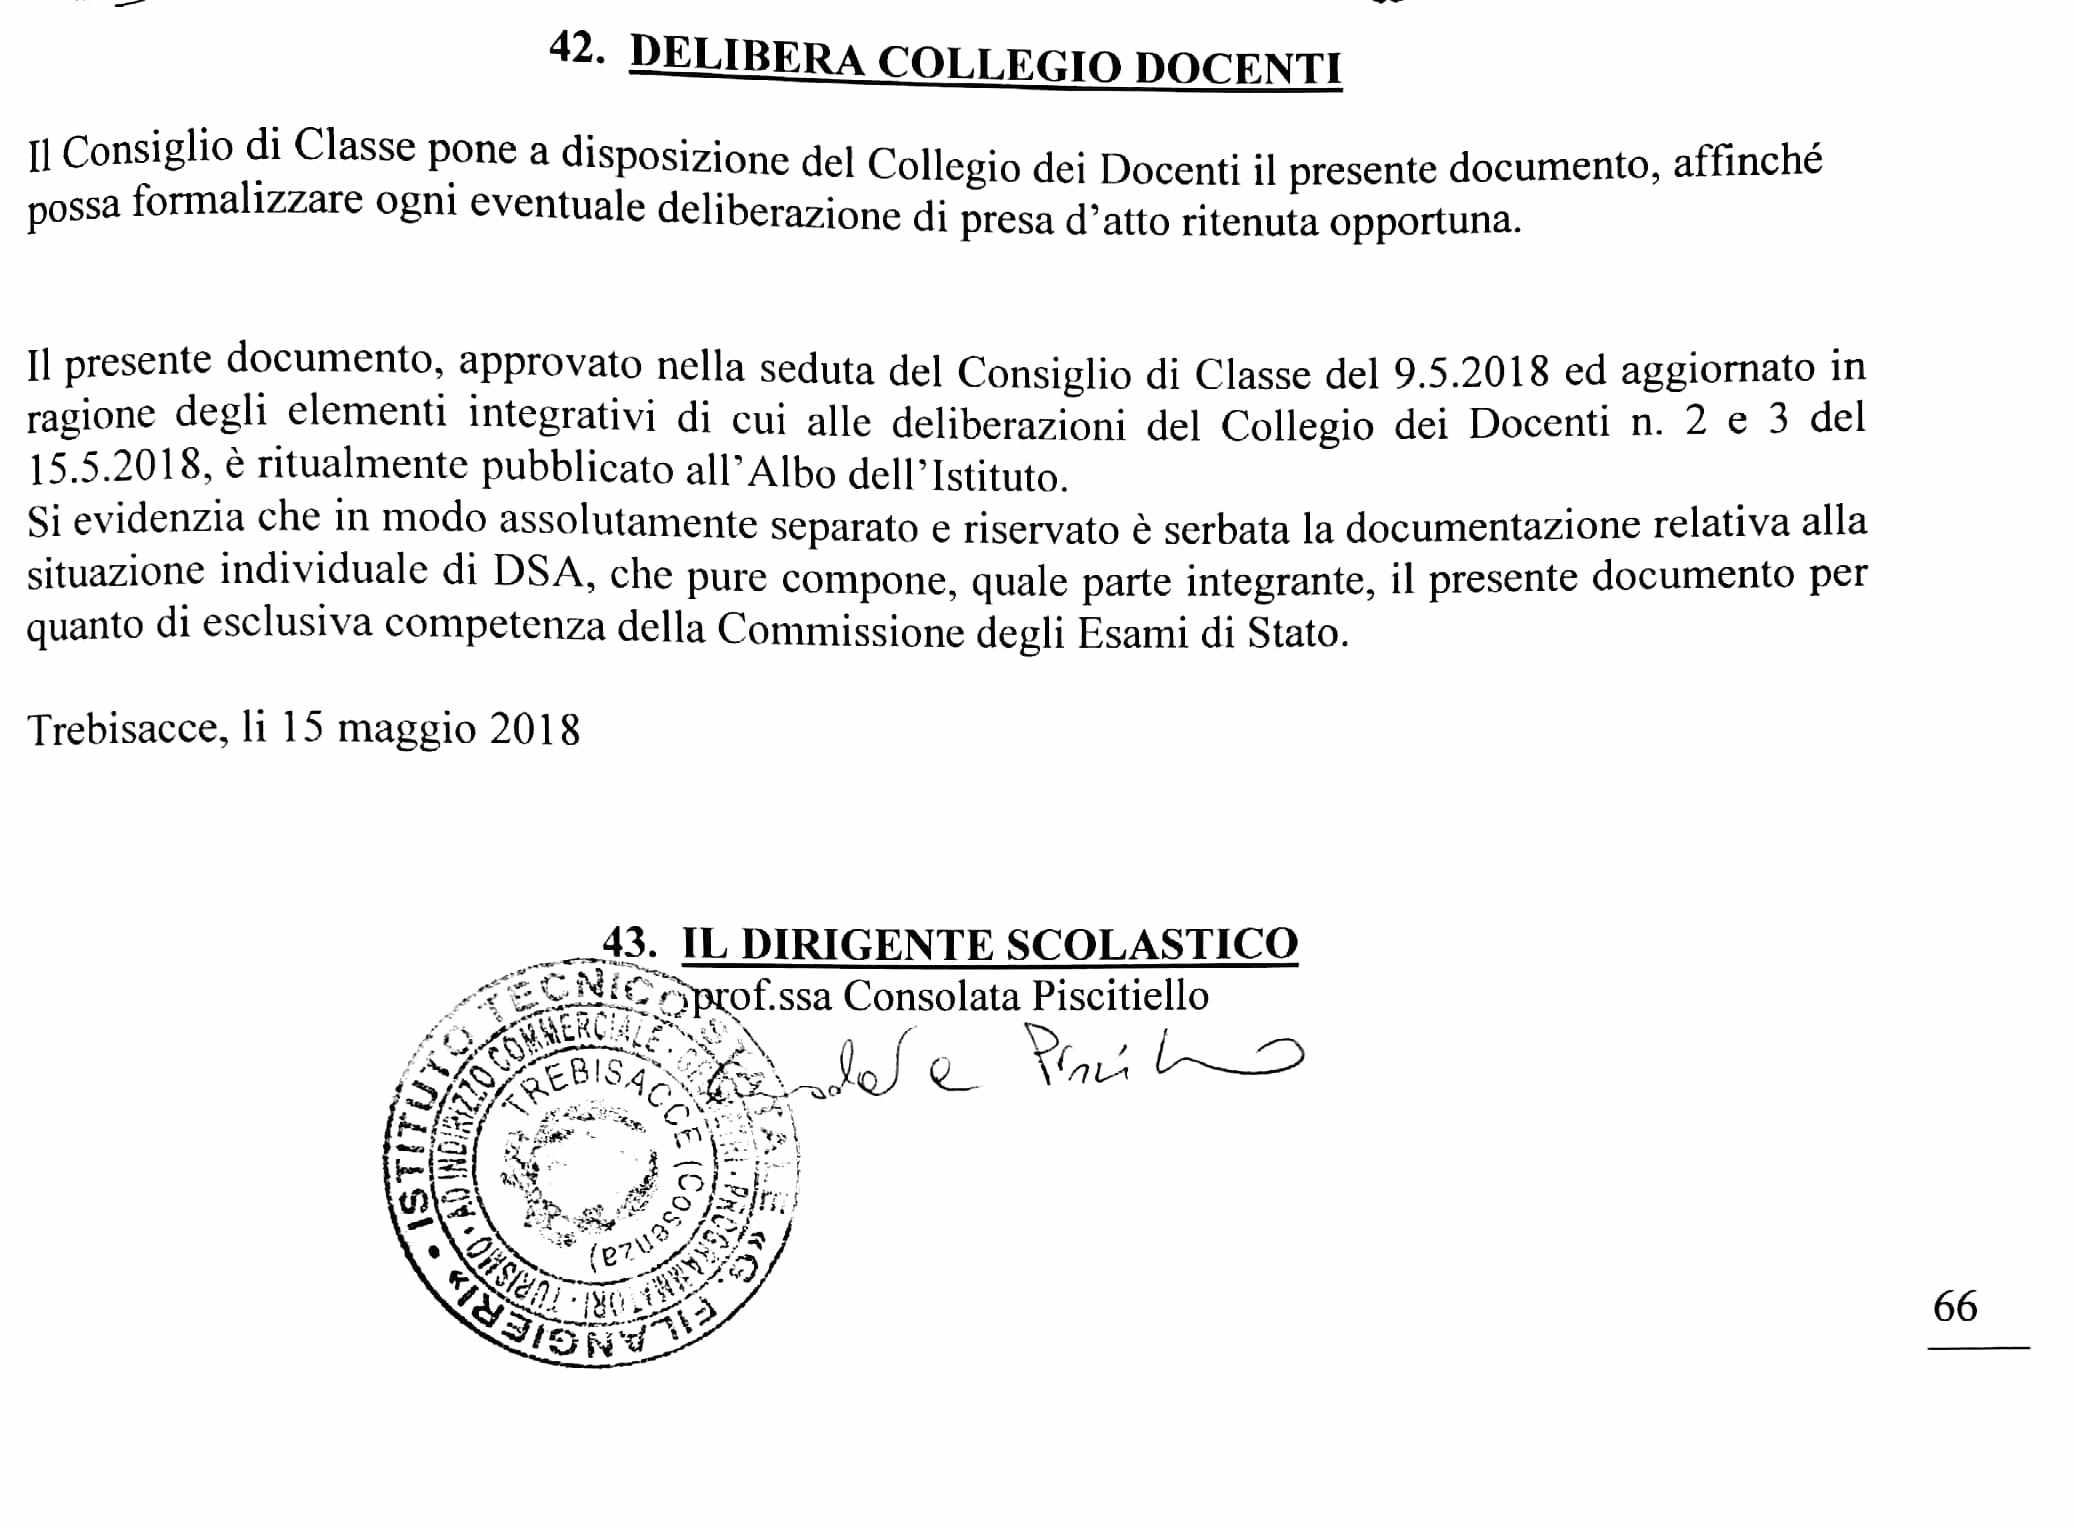 42. DELIBERA COLLEGIO DOCENTI
Il Consiglio di Classe pone a disposizione del Collegio dei Docenti il presente documento, affinché
possa formalizzare ogni eventuale deliberazione di presa d’atto ritenuta opportuna.
Il presente documento, approvato nella seduta del Consiglio di Classe del 9.5.2018 ed aggiornato in
ragione degli elementi integrativi di cui alle deliberazioni del Collegio dei Docenti n. 2 e 3 del
15.5.2018, è ritualmente pubblicato all’Albo dell’Istituto.
Si evidenzia che in modo assolutamente separato e riservato è serbata la documentazione relativa alla
situazione individuale di DSA, che pure compone, quale parte integrante, il presente documento per
quanto di esclusiva competenza della Commissione degli Esami di Stato.
Trebisacce, li 15 maggio 2018
43. IL DIRIGENTE SCOLASTICO
prof.ssa Consolata Piscitiello
ISTITUTO TECNICO STATALE «G. FILANGIERI» •
AD INDIRIZZO COMMERCIALE · PROGRAMMATORI · TURISMO ·
TREBISACCE (Cosenza)
66